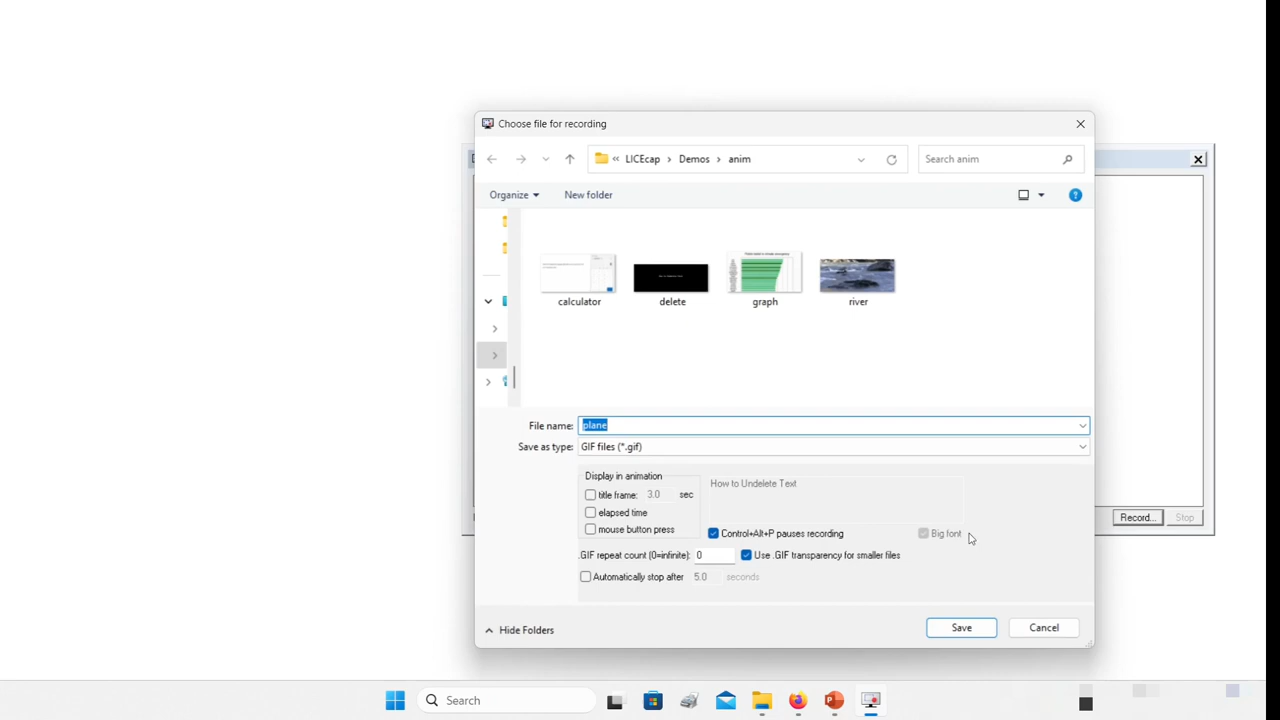 Choose file for recording
« LICEcap > Demos > anim
Search anim
Organize
New folder
calculator
delete
graph
river
File name: plane
Save as type: GIF files (*.gif)
Display in animation
How to Undelete Text
title frame: 3.0 sec
elapsed time
mouse button press
Control+Alt+P pauses recording
Big font
.GIF repeat count (0=infinite): 0
Use .GIF transparency for smaller files
Automatically stop after 5.0 seconds
Hide Folders
Save
Cancel
Record...
Stop
Search